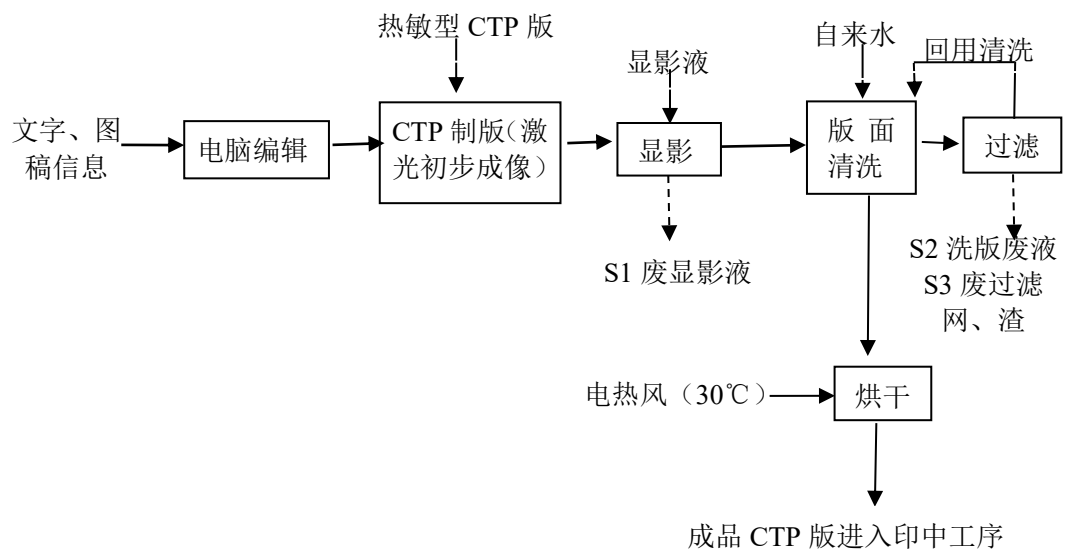 热敏型 CTP 版
自来水
回用清洗
显影液
文字、图
稿信息
电脑编辑
CTP 制版（激
光初步成像）
显影
版 面
清洗
过滤
S1 废显影液
S2 洗版废液
S3 废过滤
网、渣
电热风（30℃）
烘干
成品 CTP 版进入印中工序